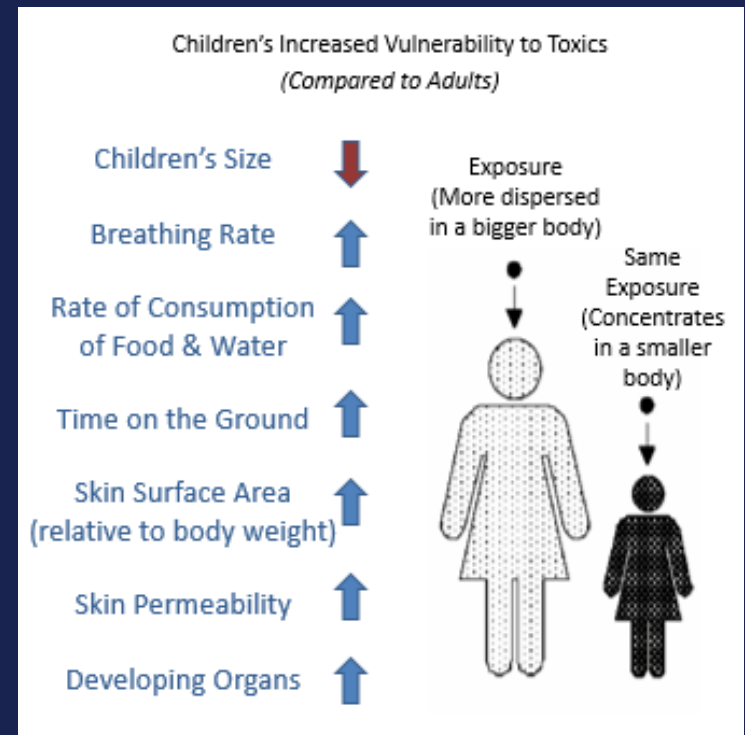 Children's Increased Vulnerability to Toxics
(Compared to Adults)
Children's Size
Breathing Rate
Rate of Consumption
of Food & Water
Time on the Ground
Skin Surface Area
(relative to body weight)
Skin Permeability
Developing Organs
Exposure
(More dispersed
in a bigger body)
Same
Exposure
(Concentrates
in a smaller
body)